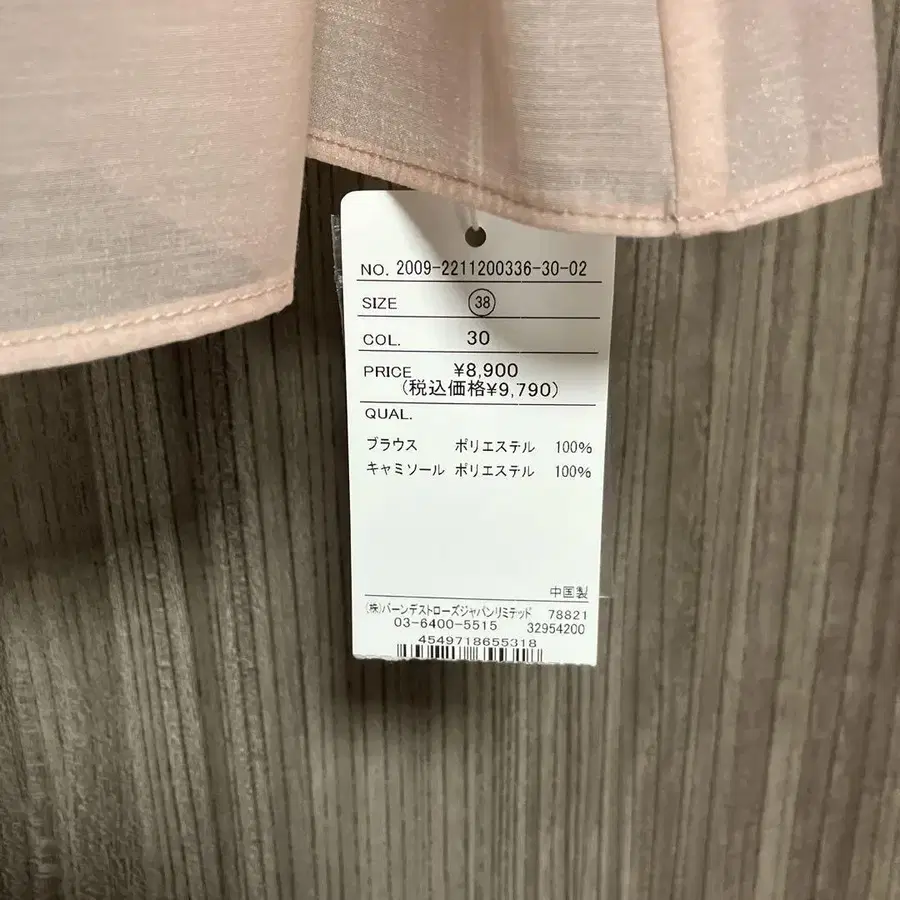 NO. 2009-2211200336-30-02
SIZE 38
COL. 30
PRICE ¥8,900
(税込価格¥9,790)
QUAL.
ブラウス ポリエステル 100%
キャミソール ポリエステル 100%
中国製
(株)バーンデストローズジャパンリミテッド 78821
03-6400-5515 32954200
4549718655318